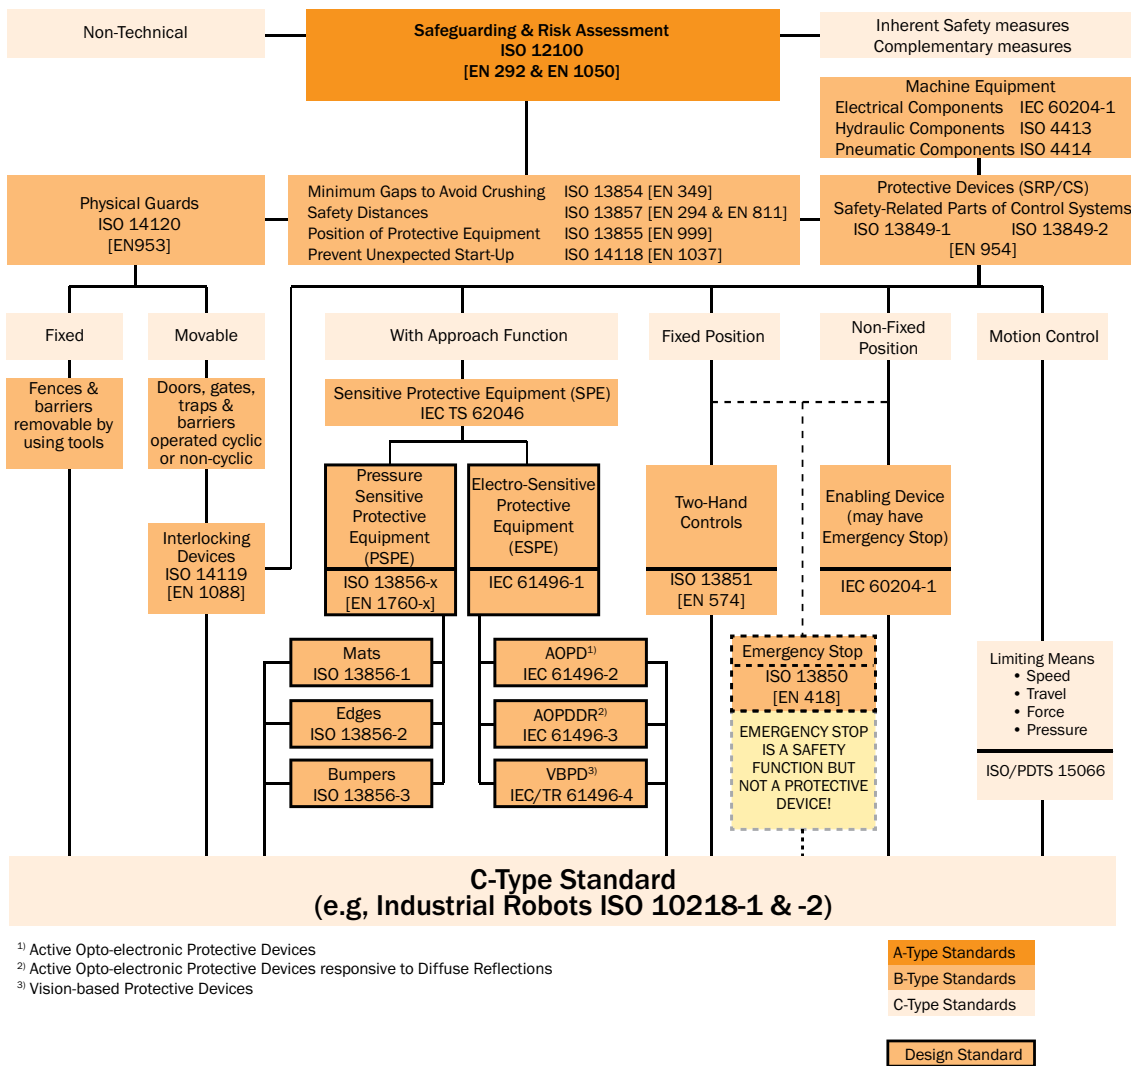 Non-Technical
Safeguarding & Risk Assessment
ISO 12100
[EN 292 & EN 1050]
Inherent Safety measures
Complementary measures
Machine Equipment
Electrical Components IEC 60204-1
Hydraulic Components ISO 4413
Pneumatic Components ISO 4414
Physical Guards
ISO 14120
[EN953]
Minimum Gaps to Avoid Crushing ISO 13854 [EN 349]
Safety Distances ISO 13857 [EN 294 & EN 811]
Position of Protective Equipment ISO 13855 [EN 999]
Prevent Unexpected Start-Up ISO 14118 [EN 1037]
Protective Devices (SRP/CS)
Safety-Related Parts of Control Systems
ISO 13849-1 ISO 13849-2
[EN 954]
Fixed
Movable
With Approach Function
Fixed Position
Non-Fixed
Position
Motion Control
Fences &
barriers
removable by
using tools
Doors, gates,
traps &
barriers
operated cyclic
or non-cyclic
Sensitive Protective Equipment (SPE)
IEC TS 62046
Pressure
Sensitive
Protective
Equipment
(PSPE)
ISO 13856-x
[EN 1760-x]
Electro-Sensitive
Protective
Equipment
(ESPE)
IEC 61496-1
Two-Hand
Controls
ISO 13851
[EN 574]
Enabling Device
(may have
Emergency Stop)
IEC 60204-1
Interlocking
Devices
ISO 14119
[EN 1088]
Mats
ISO 13856-1
Edges
ISO 13856-2
Bumpers
ISO 13856-3
AOPD1)
IEC 61496-2
AOPDDR2)
IEC 61496-3
VBPD3)
IEC/TR 61496-4
Emergency Stop
ISO 13850
[EN 418]
EMERGENCY STOP
IS A SAFETY
FUNCTION BUT
NOT A PROTECTIVE
DEVICE!
Limiting Means
• Speed
• Travel
• Force
• Pressure
ISO/PDTS 15066
C-Type Standard
(e.g, Industrial Robots ISO 10218-1 & -2)
1) Active Opto-electronic Protective Devices
2) Active Opto-electronic Protective Devices responsive to Diffuse Reflections
3) Vision-based Protective Devices
A-Type Standards
B-Type Standards
C-Type Standards
Design Standard